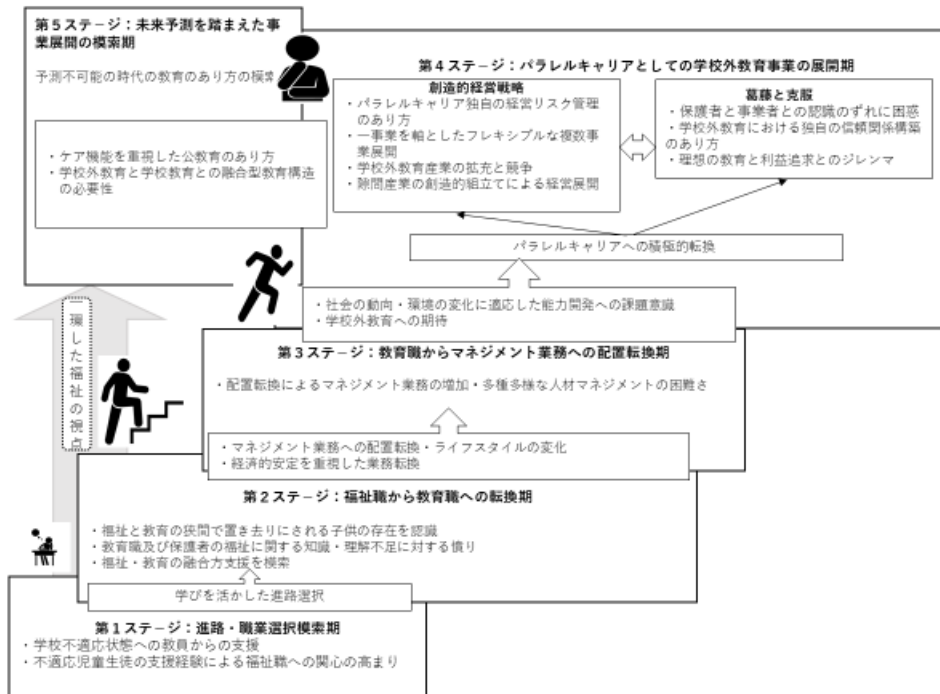 第５ステージ：未来予測を踏まえた事
業展開の模索期
予測不可能の時代の教育のあり方の模索
・ケア機能を重視した公教育のあり方
・学校外教育と学校教育との融合型教育構造
の必要性
第４ステージ：パラレルキャリアとしての学校外教育事業の展開期
創造的経営戦略
・パラレルキャリア独自の経営リスク管理
のあり方
・一事業を軸としたフレキシブルな複数事
業展開
・学校外教育産業の拡充と競争
・隙間産業の創造的組立てによる経営展開
葛藤と克服
・保護者と事業者との認識のずれに困惑
・学校外教育における独自の信頼関係構築
のあり方
・理想の教育と利益追求とのジレンマ
パラレルキャリアへの積極的転換
・社会の動向・環境の変化に適応した能力開発への課題意識
・学校外教育への期待
第３ステージ：教育職からマネジメント業務への配置転換期
・配置転換によるマネジメント業務の増加・多種多様な人材マネジメントの困難さ
・マネジメント業務への配置転換・ライフスタイルの変化
・経済的安定を重視した業務転換
一環した福祉の視点
第２ステージ：福祉職から教育職への転換期
・福祉と教育の狭間で置き去りにされる子供の存在を認識
・教育職及び保護者の福祉に関する知識・理解不足に対する憤り
・福祉・教育の融合方支援を模索
学びを活かした進路選択
第１ステージ：進路・職業選択模索期
・学校不適応状態への教員からの支援
・不適応児童生徒の支援経験による福祉職への関心の高まり